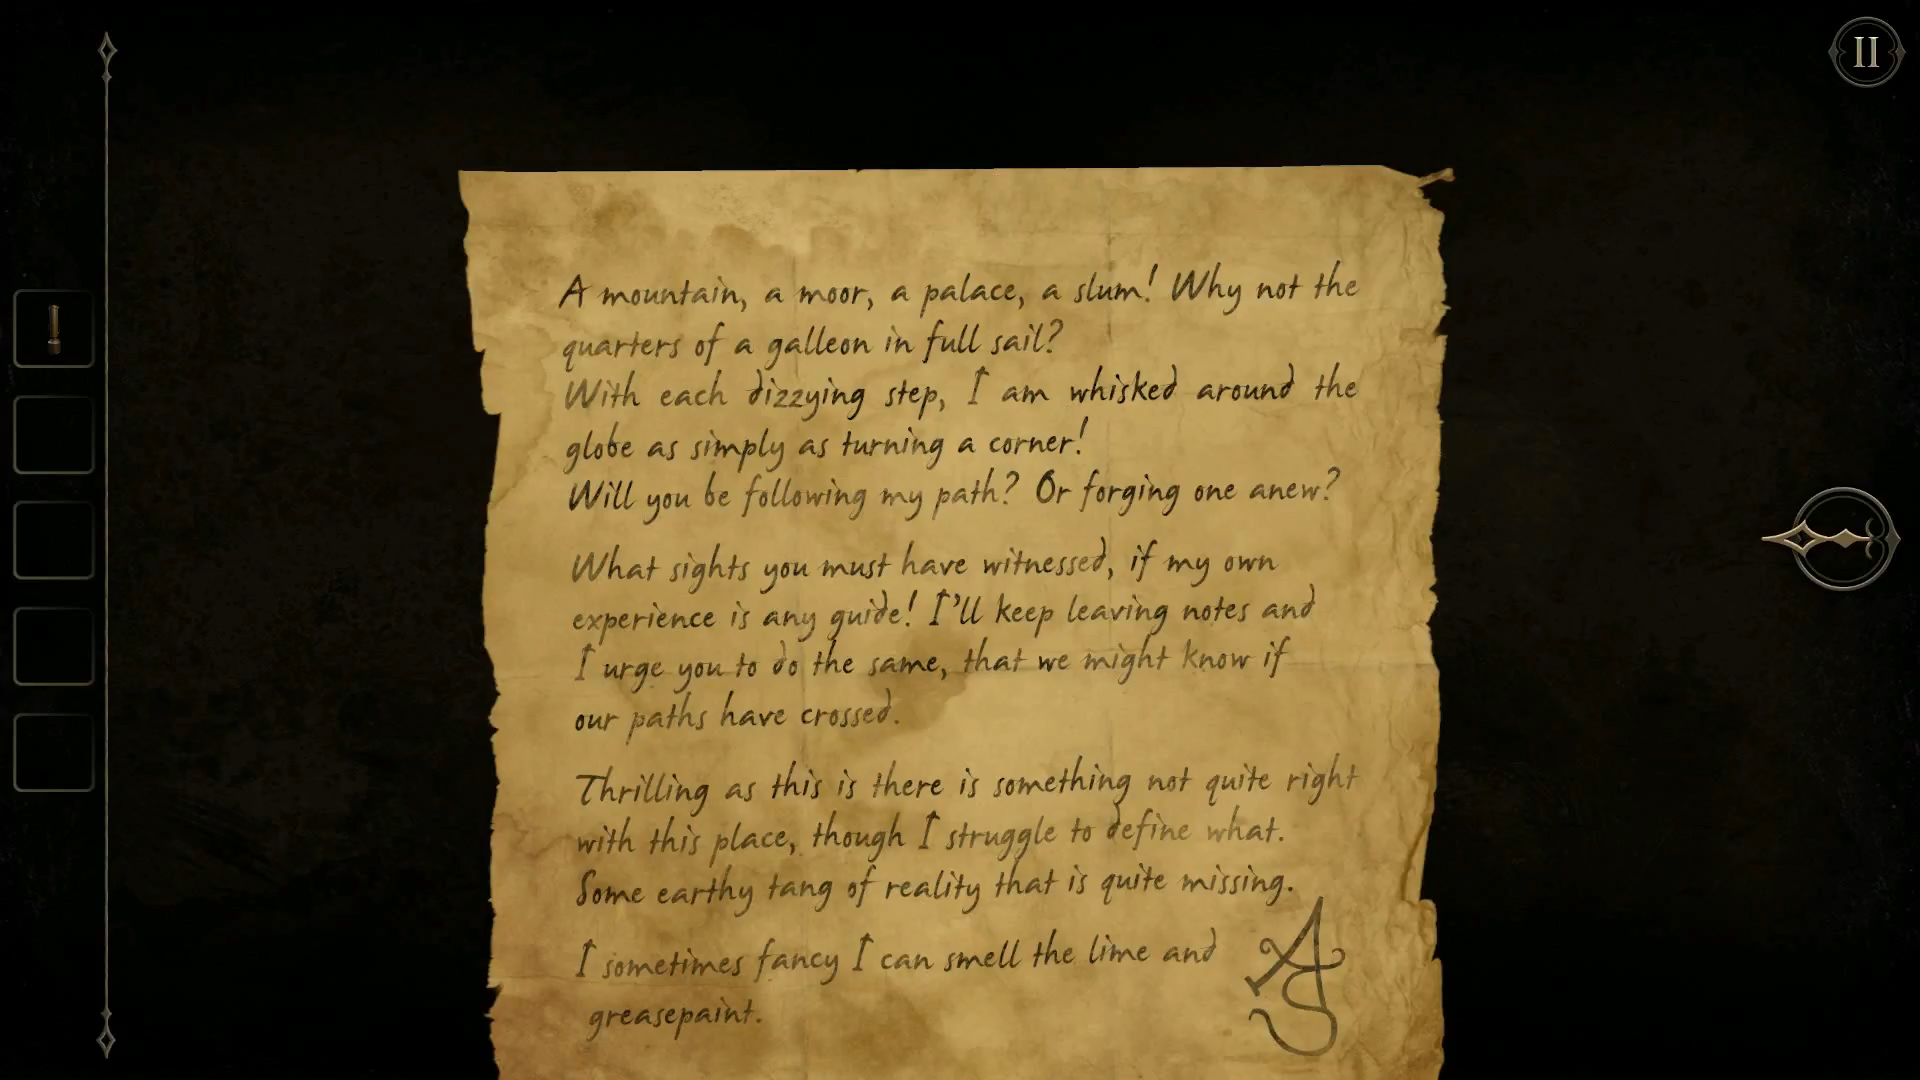 II
A mountain, a moor, a palace, a slum! Why not the
quarters of a galleon in full sail?
With each dizzying step, I am whisked around the
globe as simply as turning a corner!
Will you be following my path? Or forging one anew?
What sights you must have witnessed, if my own
experience is any guide! I'll keep leaving notes and
I urge you to do the same, that we might know if
our paths have crossed.
Thrilling as this is there is something not quite right
with this place, though I struggle to define what.
Some earthy tang of reality that is quite missing.
I sometimes fancy I can smell the lime and
greasepaint.
AS